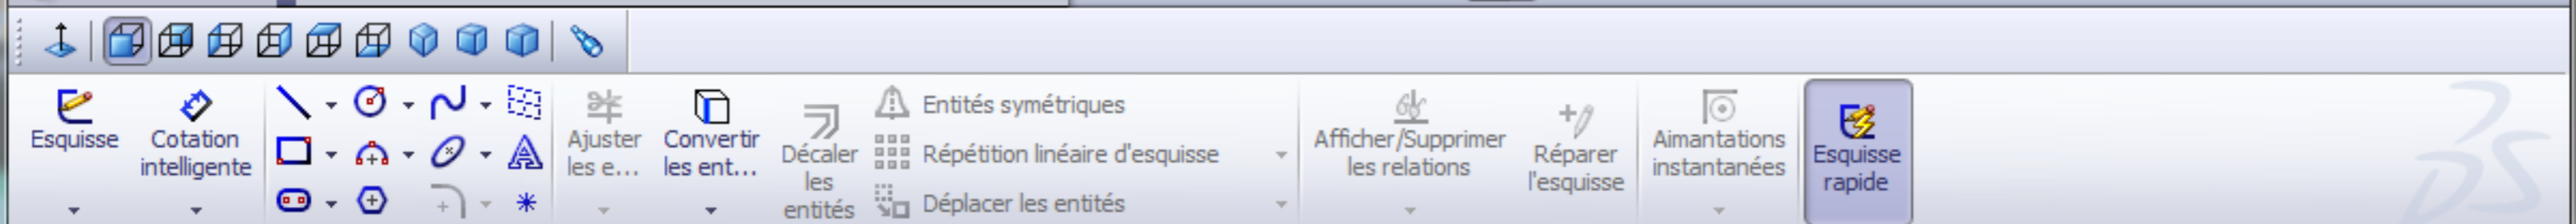 Esquisse
Cotation
intelligente
Ajuster
les e...
Convertir
les ent...
Décaler
les
entités
Entités symétriques
Répétition linéaire d'esquisse
Déplacer les entités
Afficher/Supprimer
les relations
Réparer
l'esquisse
Aimantations
instantanées
Esquisse
rapide